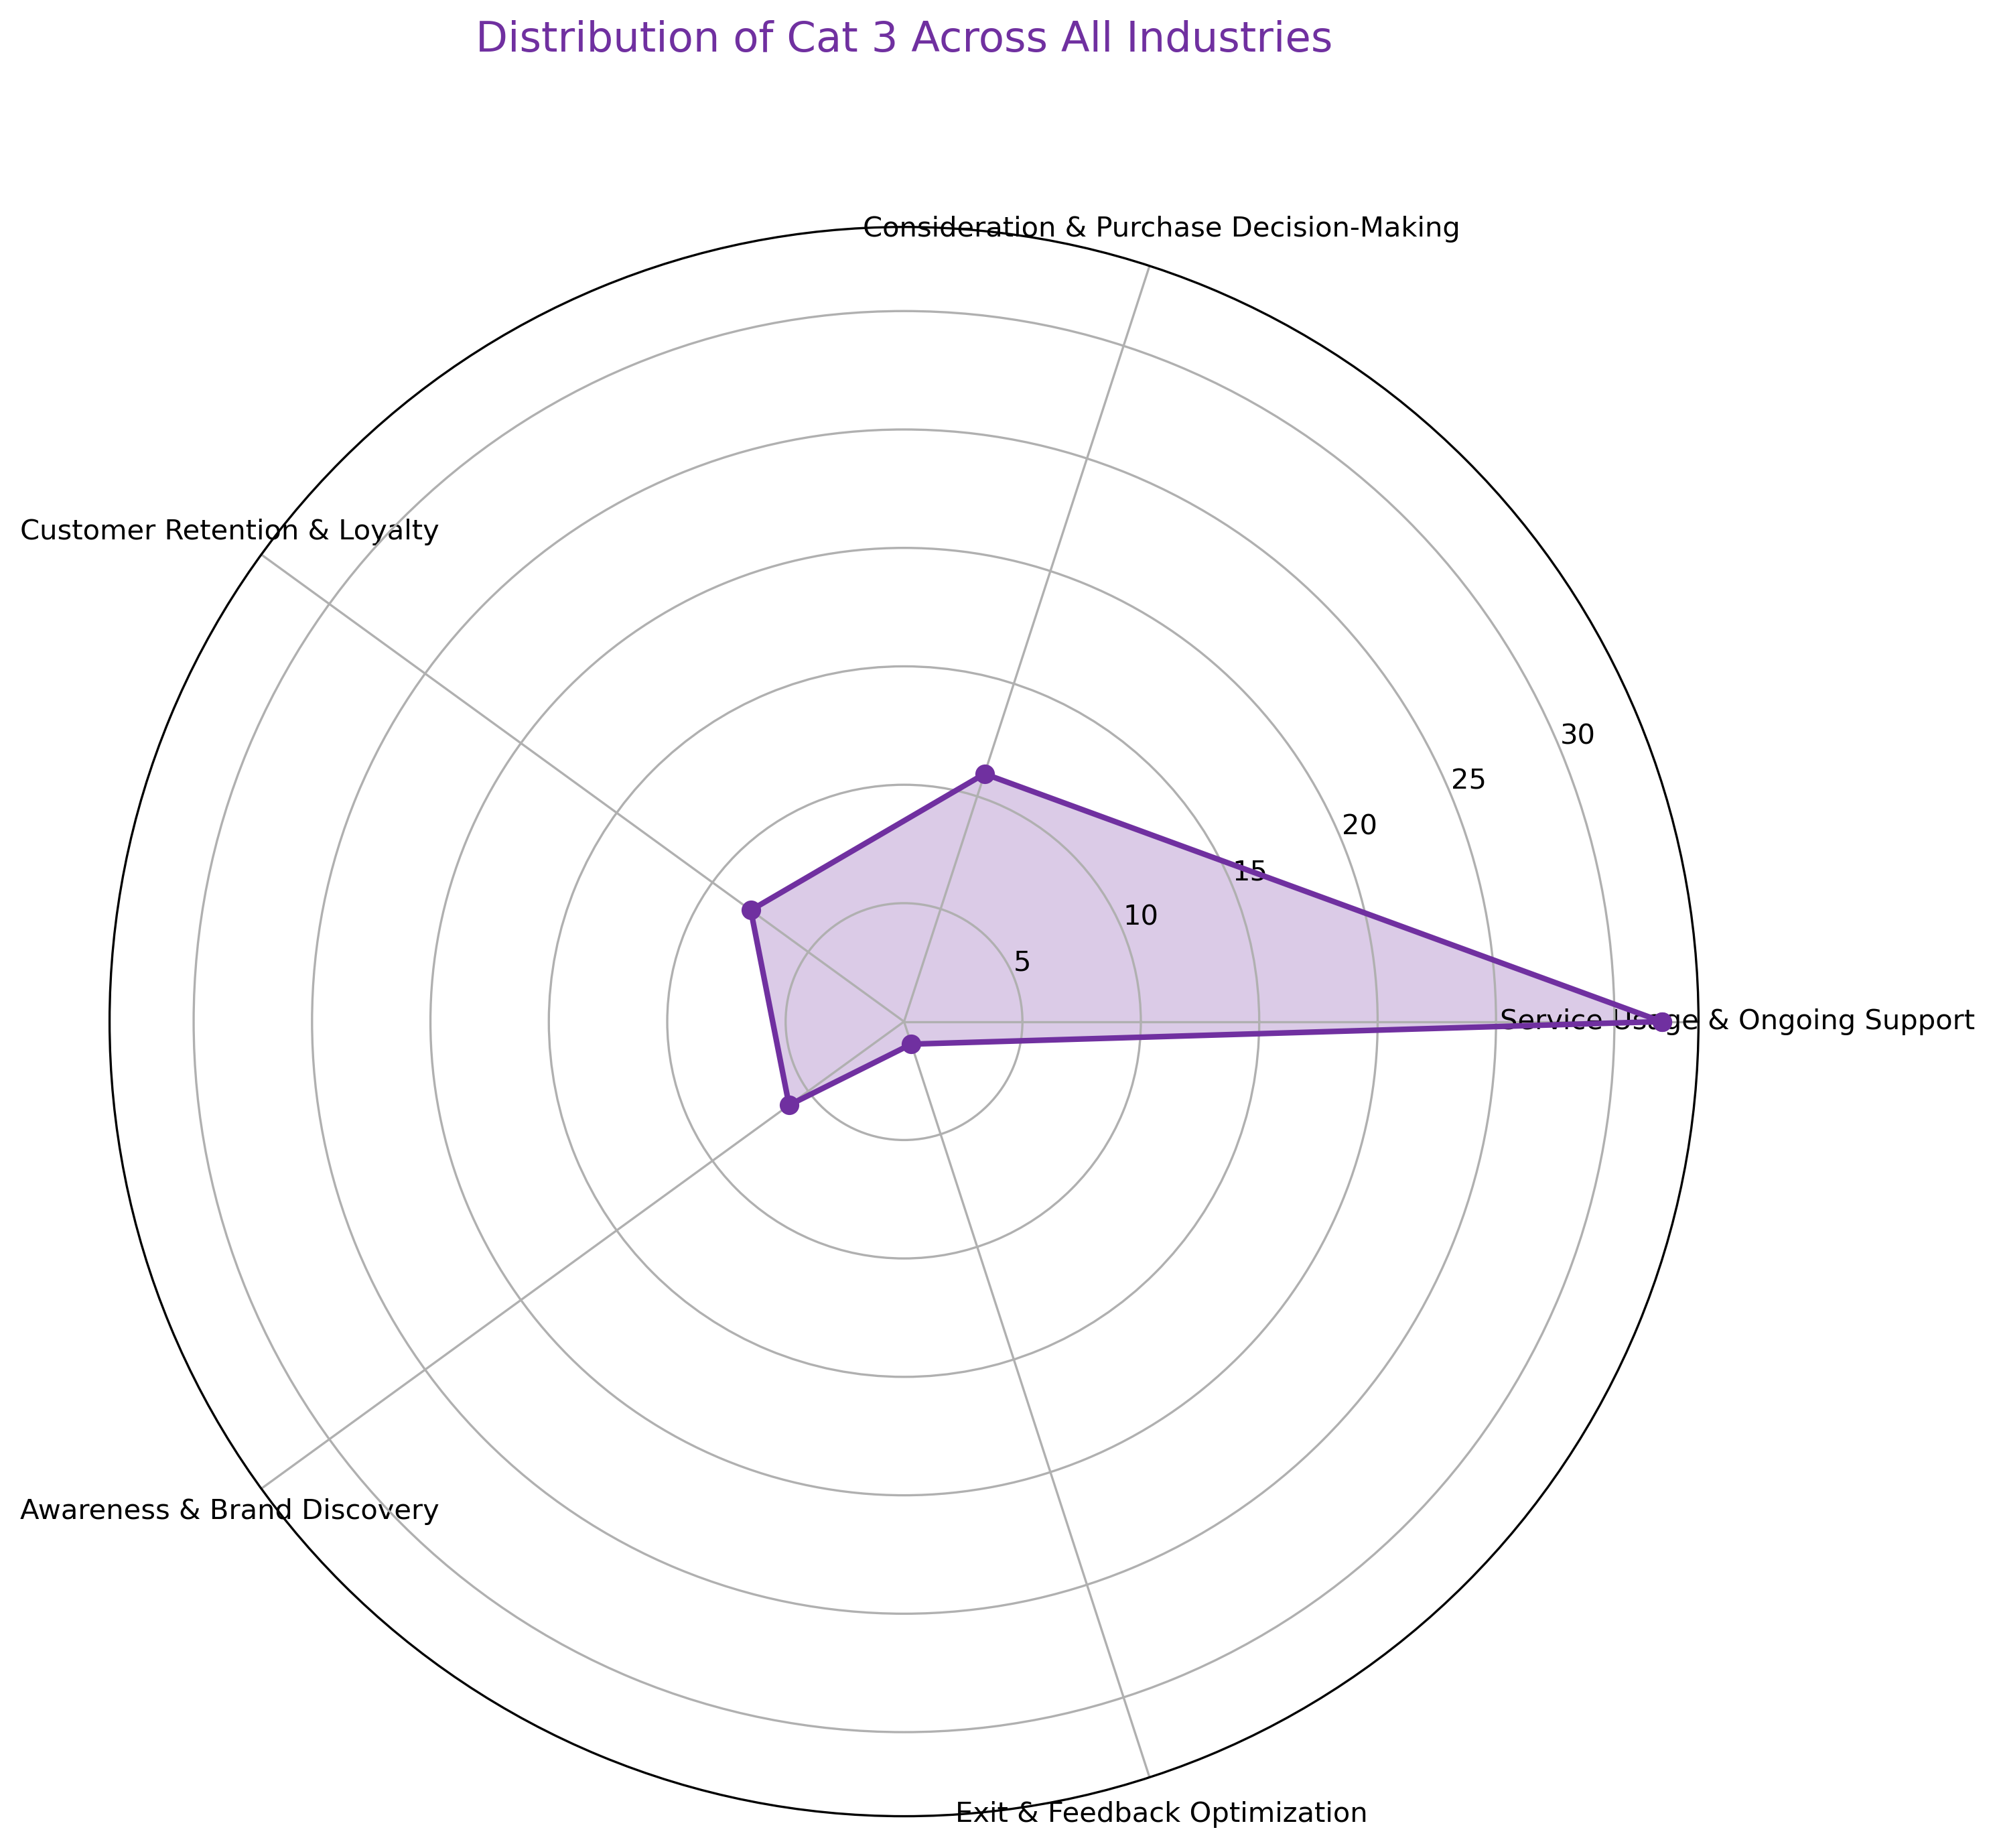 Distribution of Cat 3 Across All Industries
Consideration & Purchase Decision-Making
Customer Retention & Loyalty
30
25
20
15
10
5
Service Usage & Ongoing Support
Awareness & Brand Discovery
Exit & Feedback Optimization